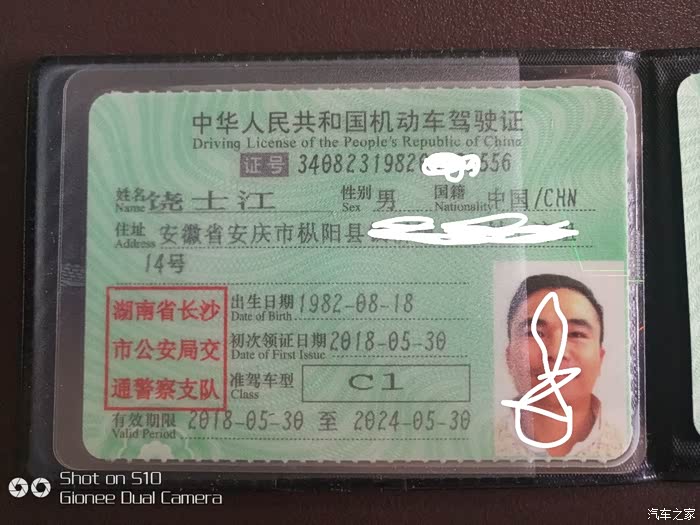 中华人民共和国机动车驾驶证
Driving License of the People's Republic of China
证号 3408231982 556
姓名 饶士江 性别 男 国籍 中国/CHN
Name Sex Nationality
住址 安徽省安庆市枞阳县
Address
14号
湖南省长沙
市公安局交
通警察支队
出生日期 1982-08-18
Date of Birth
初次领证日期 2018-05-30
Date of First Issue
准驾车型 C1
Class
有效期限 2018-05-30 至 2024-05-30
Valid Period
Shot on S10
Gionee Dual Camera
汽车之家